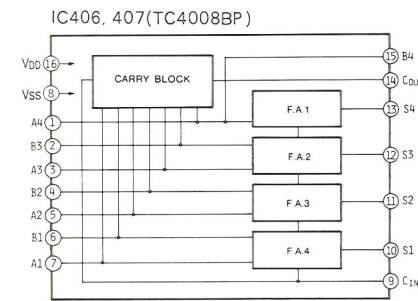 IC406, 407(TC4008BP)
VDD 16
VSS 8
A4 1
B3 2
A3 3
B2 4
A2 5
B1 6
A1 7
CARRY BLOCK
F.A.1
F.A.2
F.A.3
F.A.4
15 B4
14 COU
13 S4
12 S3
11 S2
10 S1
9 CIN